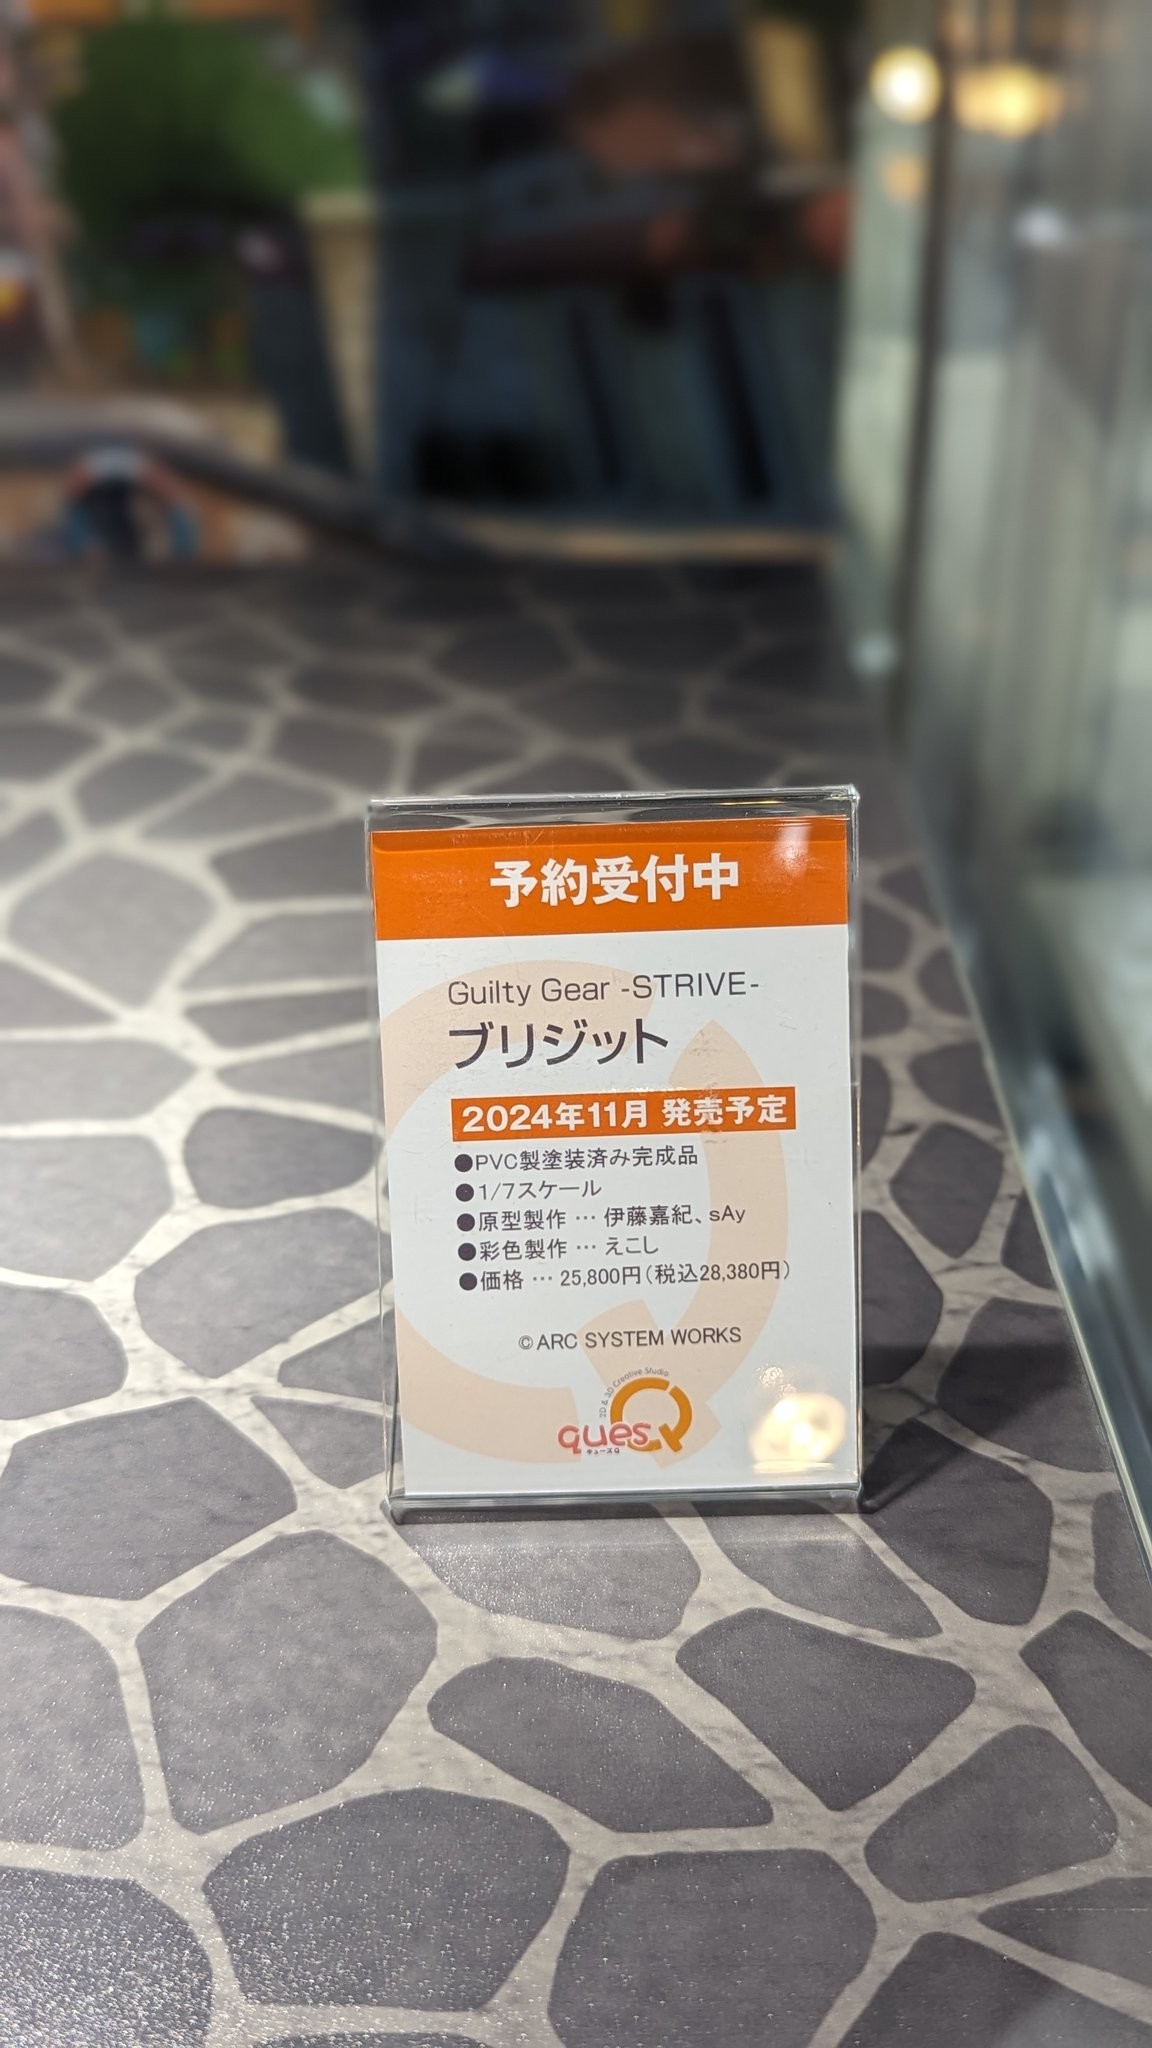 予約受付中
Guilty Gear -STRIVE-
ブリジット
2024年11月 発売予定
●PVC製塗装済み完成品
●1/7スケール
●原型製作 … 伊藤嘉紀、sAy
●彩色製作 … えこし
●価格 … 25,800円(税込28,380円)
©ARC SYSTEM WORKS
2D & 3D Creative Studio
quesQ
キューズQ